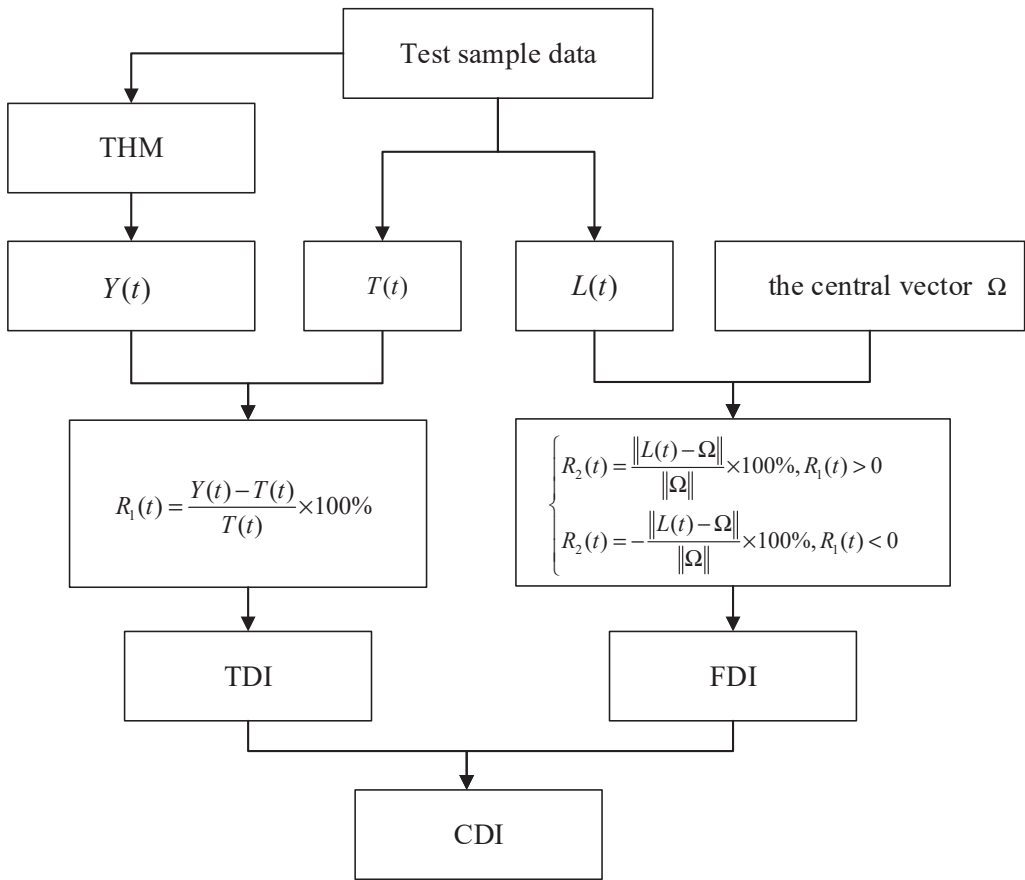 Test sample data
THM
Y(t)
T(t)
L(t)
the central vector Ω
R₁(t) = (Y(t) − T(t)) / T(t) × 100%
R₂(t) = ‖L(t) − Ω‖ / ‖Ω‖ × 100%, R₁(t) > 0
R₂(t) = −‖L(t) − Ω‖ / ‖Ω‖ × 100%, R₁(t) < 0
TDI
FDI
CDI